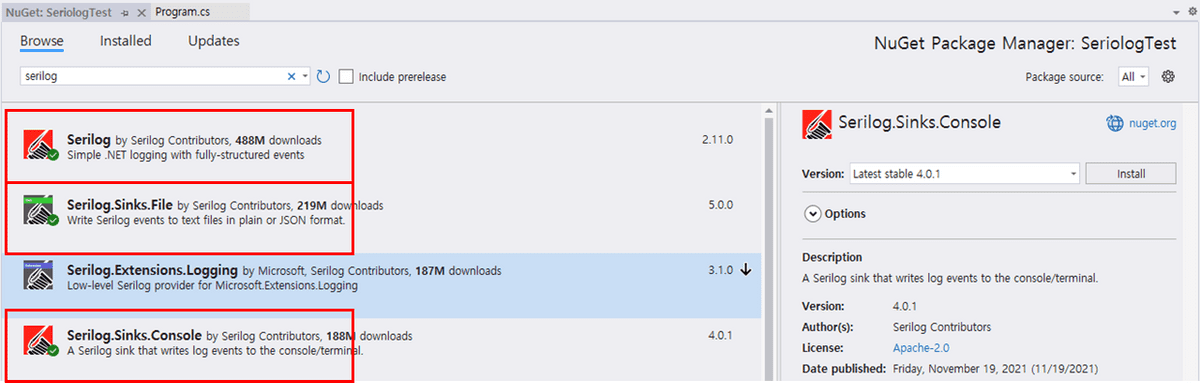 NuGet: SeriologTest
Program.cs
Browse Installed Updates
NuGet Package Manager: SeriologTest
serilog
Include prerelease
Package source: All
Serilog by Serilog Contributors, 488M downloads 2.11.0
Simple .NET logging with fully-structured events
Serilog.Sinks.File by Serilog Contributors, 219M downloads 5.0.0
Write Serilog events to text files in plain or JSON format.
Serilog.Extensions.Logging by Microsoft, Serilog Contributors, 187M downloads 3.1.0
Low-level Serilog provider for Microsoft.Extensions.Logging
Serilog.Sinks.Console by Serilog Contributors, 188M downloads 4.0.1
A Serilog sink that writes log events to the console/terminal.
Serilog.Sinks.Console nuget.org
Version: Latest stable 4.0.1 Install
Options
Description
A Serilog sink that writes log events to the console/terminal.
Version: 4.0.1
Author(s): Serilog Contributors
License: Apache-2.0
Date published: Friday, November 19, 2021 (11/19/2021)